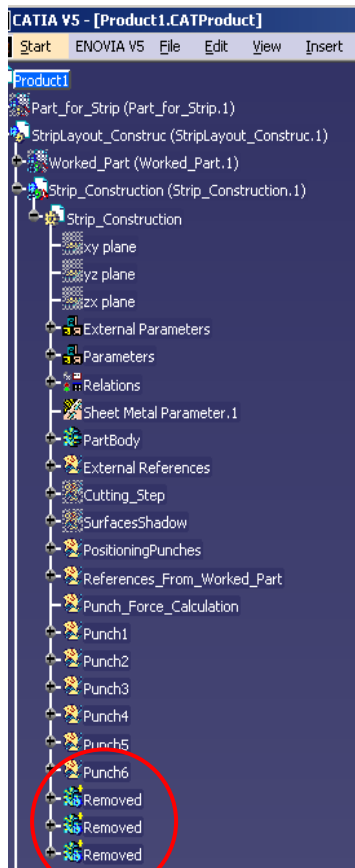 CATIA V5 - [Product1.CATProduct]
Start ENOVIA V5 File Edit View Insert
Product1
Part_for_Strip (Part_for_Strip.1)
StripLayout_Construc (StripLayout_Construc.1)
Worked_Part (Worked_Part.1)
Strip_Construction (Strip_Construction.1)
Strip_Construction
xy plane
yz plane
zx plane
External Parameters
Parameters
Relations
Sheet Metal Parameter.1
PartBody
External References
Cutting_Step
SurfacesShadow
PositioningPunches
References_From_Worked_Part
Punch_Force_Calculation
Punch1
Punch2
Punch3
Punch4
Punch5
Punch6
Removed
Removed
Removed